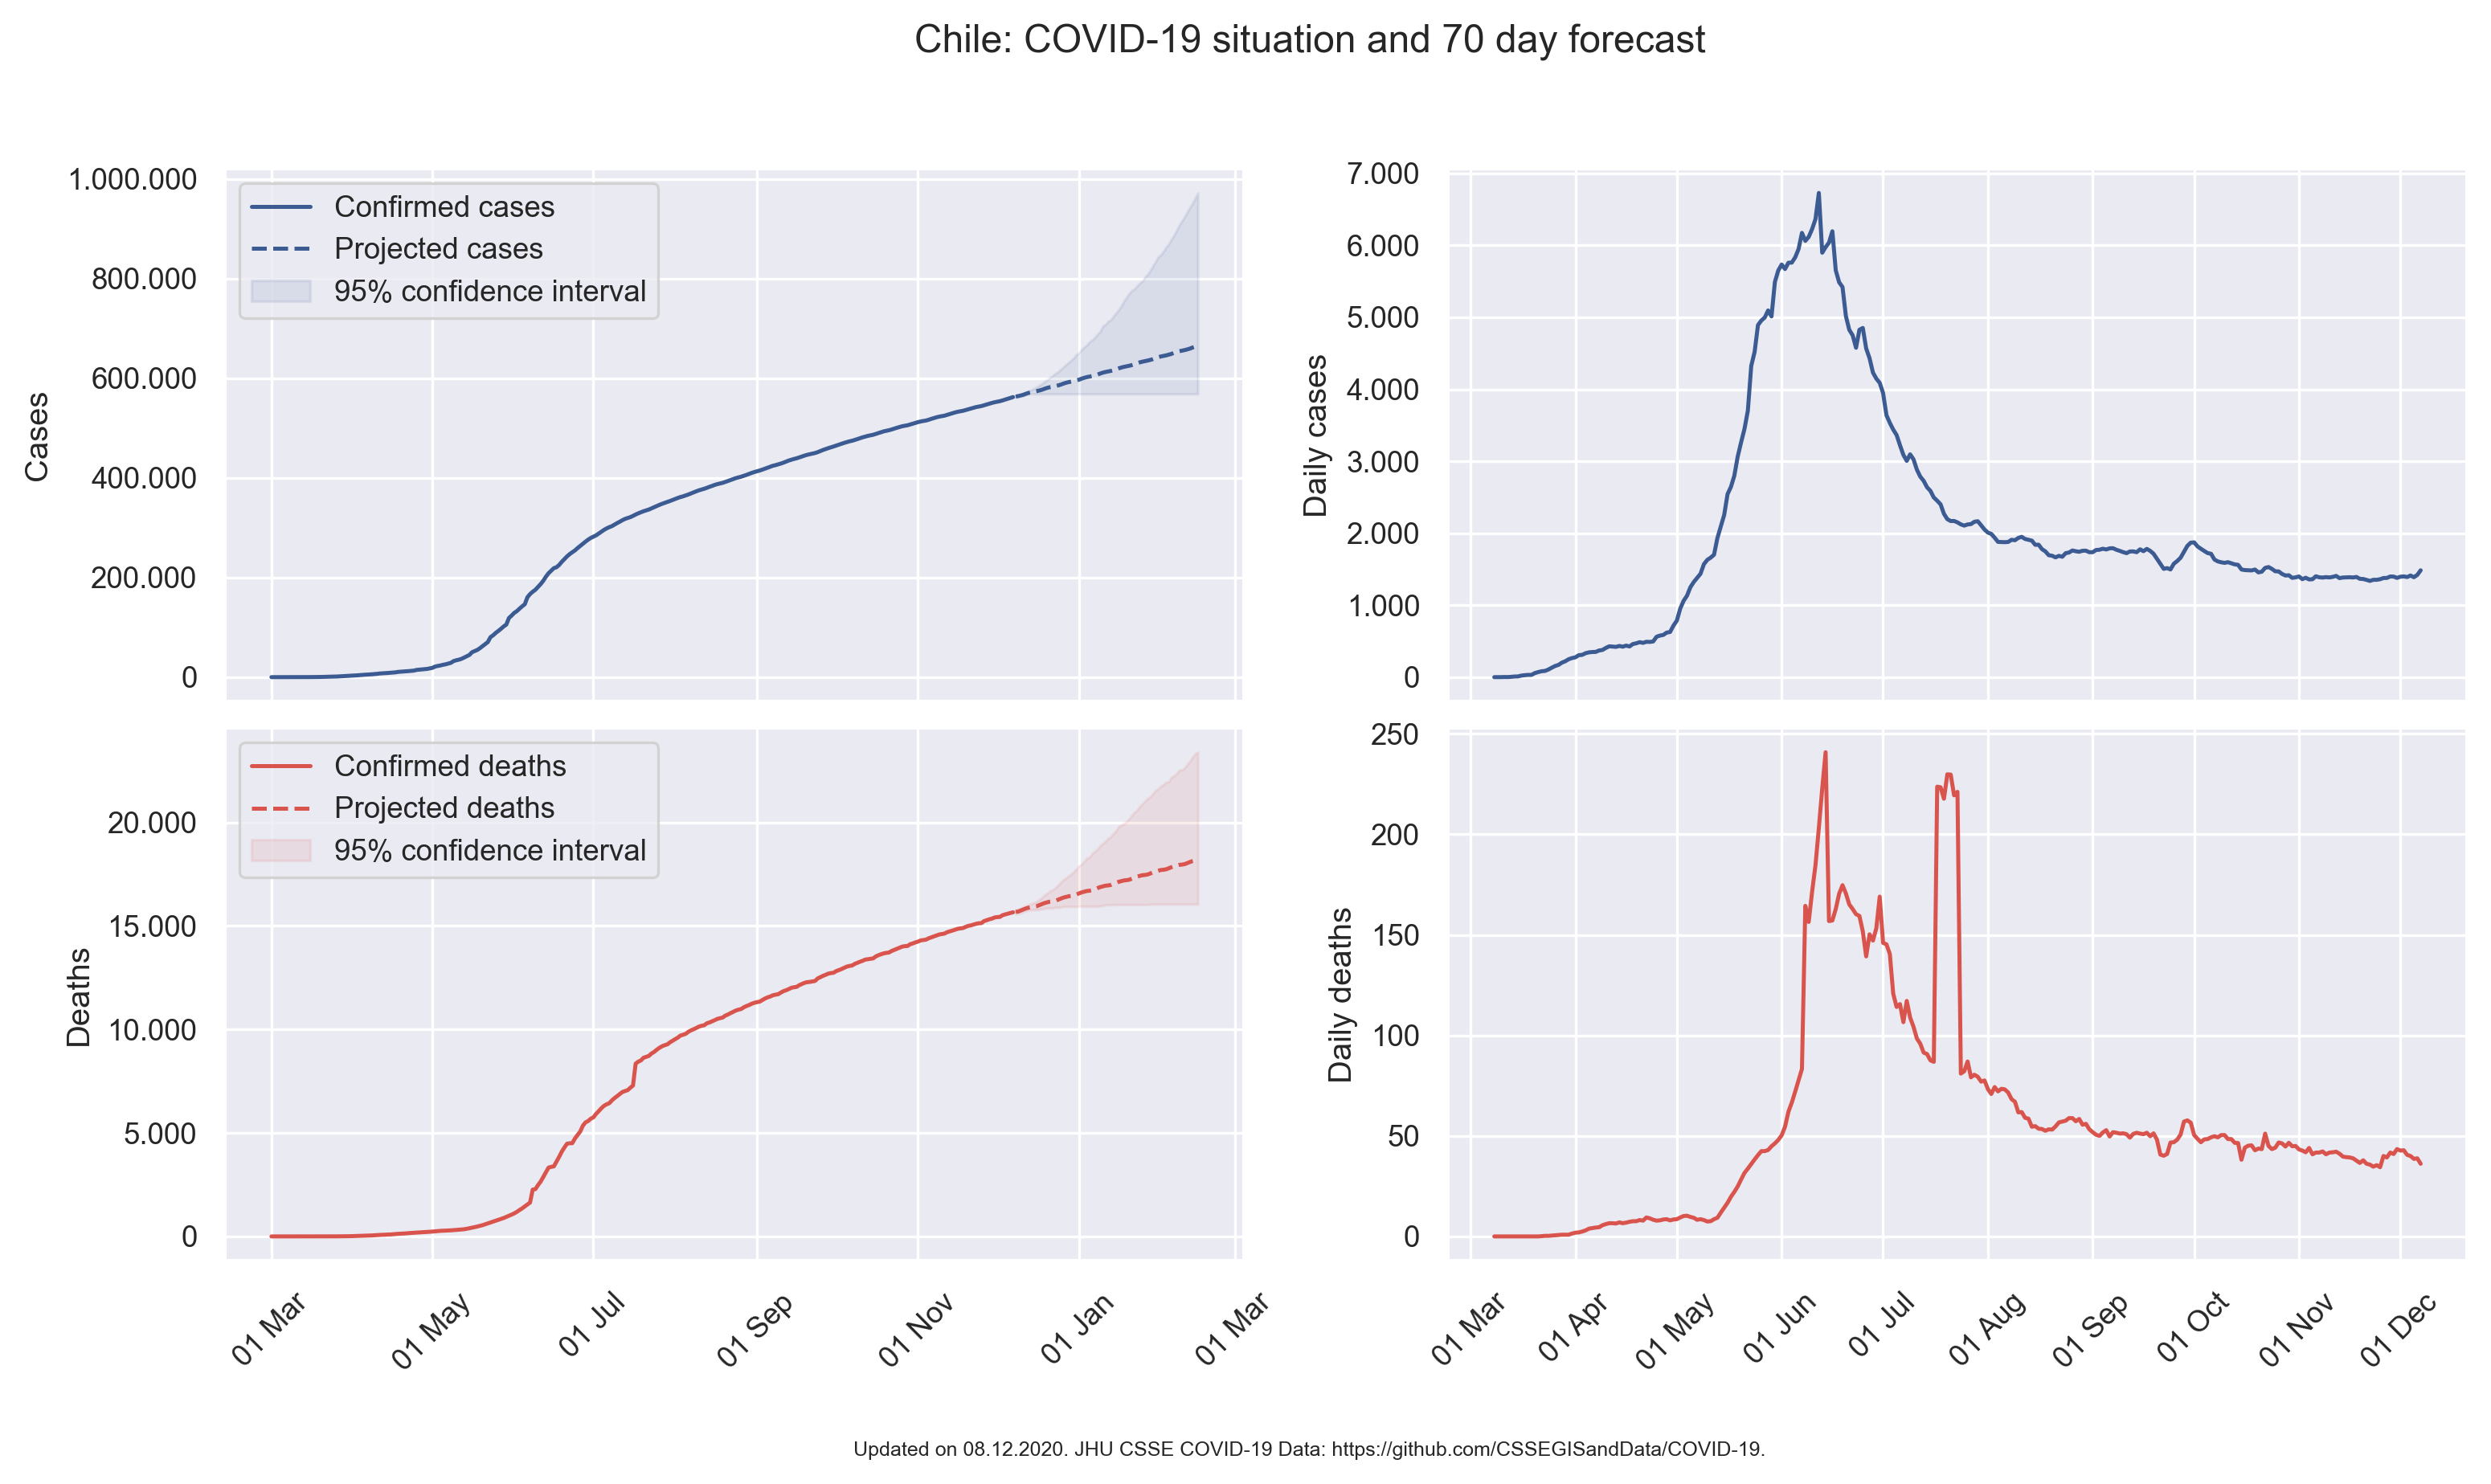 Chile: COVID-19 situation and 70 day forecast
1.000.000
800.000
600.000
400.000
200.000
0
Cases
Confirmed cases
Projected cases
95% confidence interval
7.000
6.000
5.000
4.000
3.000
2.000
1.000
0
Daily cases
20.000
15.000
10.000
5.000
0
Deaths
Confirmed deaths
Projected deaths
95% confidence interval
01 Mar
01 May
01 Jul
01 Sep
01 Nov
01 Jan
01 Mar
250
200
150
100
50
0
Daily deaths
01 Mar
01 Apr
01 May
01 Jun
01 Jul
01 Aug
01 Sep
01 Oct
01 Nov
01 Dec
Updated on 08.12.2020. JHU CSSE COVID-19 Data: https://github.com/CSSEGISandData/COVID-19.